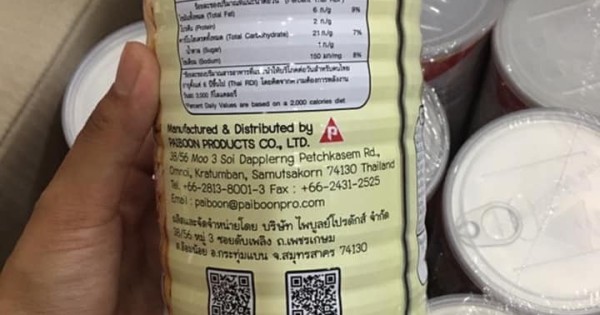 ไขมันทั้งหมด (Total Fat) 6 ก/g 9%
โปรตีน (Protein) 2 ก/g
คาร์โบไฮเดรตทั้งหมด (Total Carbohydrate) 21 ก/g 7%
น้ำตาล (Sugar) 1 ก/g
โซเดียม (Sodium) 150 มก/mg 6%
Percent Daily Values are based on a 2,000 calories diet
Manufactured & Distributed by P
PAIBOON PRODUCTS CO., LTD.
38/56 Moo 3 Soi Dapplerng Petchkasem Rd.,
Omnoi, Kratumban, Samutsakorn 74130 Thailand
Tel. +66-2813-8001-3 Fax : +66-2431-2525
Email : paiboon@paiboonpro.com
ผลิตและจัดจำหน่ายโดย บริษัท ไพบูลย์โปรดักส์ จำกัด
38/56 หมู่ 3 ซอยดับเพลิง ถ.เพชรเกษม
ต.อ้อมน้อย อ.กระทุ่มแบน จ.สมุทรสาคร 74130